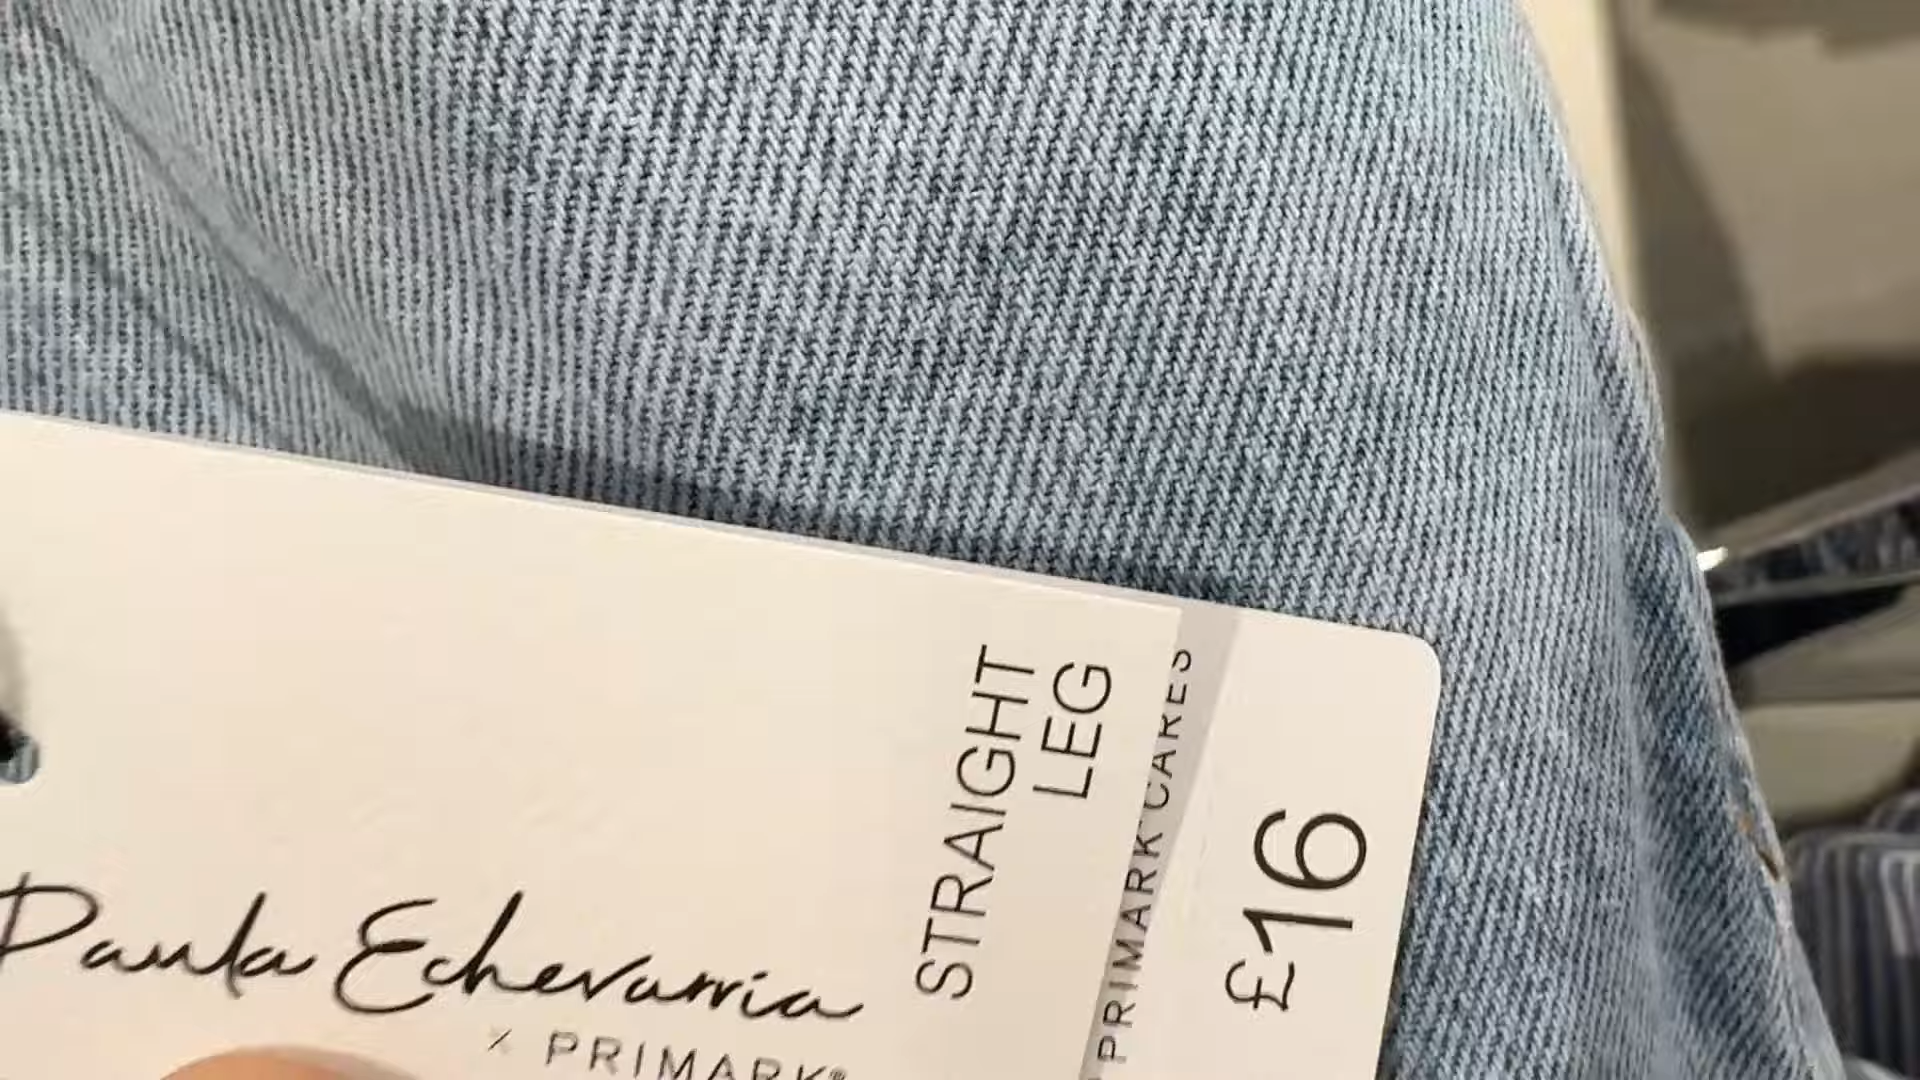 Paula Echevarria
× PRIMARK®
STRAIGHT
LEG
PRIMARK CARES
£16